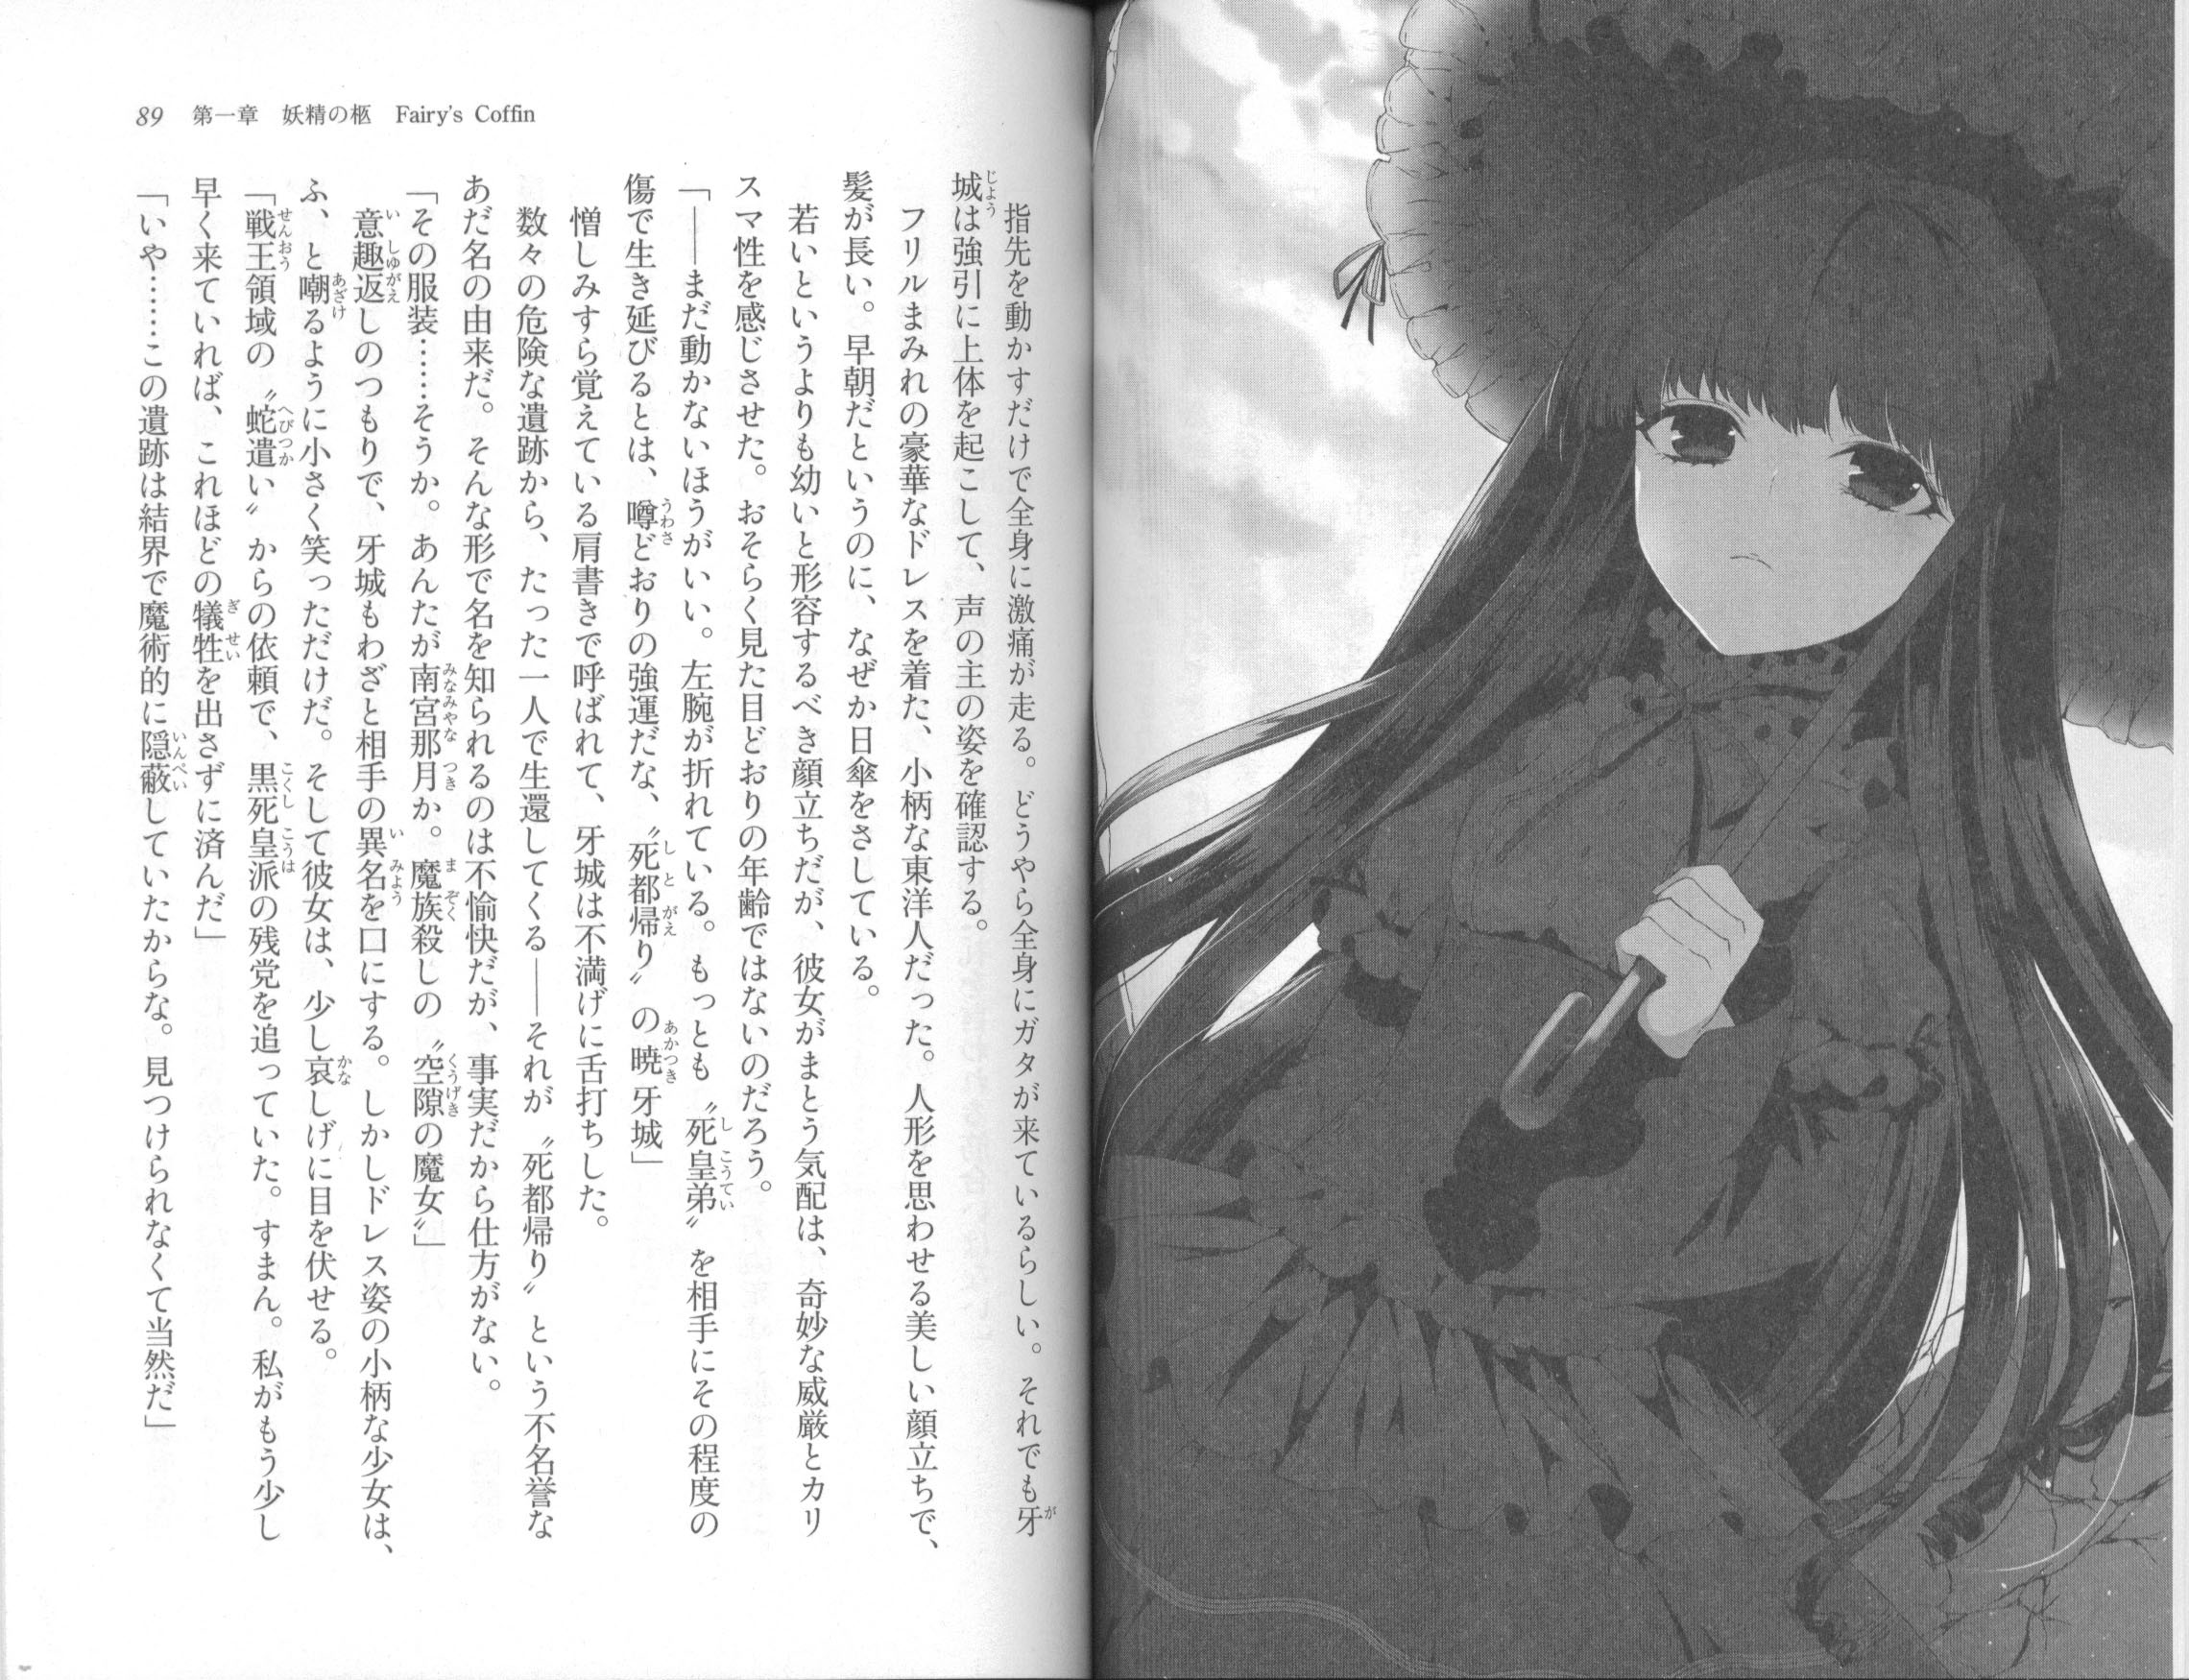 89 第一章 妖精の柩 Fairy's Coffin
指先を動かすだけで全身に激痛が走る。どうやら全身にガタが来ているらしい。それでも牙
城は強引に上体を起こして、声の主の姿を確認する。
フリルまみれの豪華なドレスを着た、小柄な東洋人だった。人形を思わせる美しい顔立ちで、
髪が長い。早朝だというのに、なぜか日傘をさしている。
若いというよりも幼いと形容するべき顔立ちだが、彼女がまとう気配は、奇妙な威厳とカリ
スマ性を感じさせた。おそらく見た目どおりの年齢ではないのだろう。
「――まだ動かないほうがいい。左腕が折れている。もっとも〝死皇弟〟を相手にその程度の
傷で生き延びるとは、噂どおりの強運だな、〝死都帰り〟の暁牙城」
憎しみすら覚えている肩書きで呼ばれて、牙城は不満げに舌打ちした。
数々の危険な遺跡から、たった一人で生還してくる――それが〝死都帰り〟という不名誉な
あだ名の由来だ。そんな形で名を知られるのは不愉快だが、事実だから仕方がない。
「その服装……そうか。あんたが南宮那月か。魔族殺しの〝空隙の魔女〟」
意趣返しのつもりで、牙城もわざと相手の異名を口にする。しかしドレス姿の小柄な少女は、
ふ、と嘲るように小さく笑っただけだ。そして彼女は、少し哀しげに目を伏せる。
「戦王領域の〝蛇遣い〟からの依頼で、黒死皇派の残党を追っていた。すまん。私がもう少し
早く来ていれば、これほどの犠牲を出さずに済んだ」
「いや……この遺跡は結界で魔術的に隠蔽していたからな。見つけられなくて当然だ」